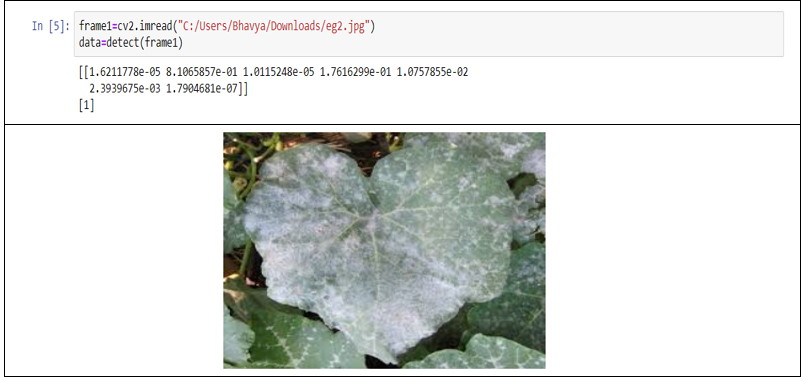 In [5]: frame1=cv2.imread("C:/Users/Bhavya/Downloads/eg2.jpg")
data=detect(frame1)
[[1.6211778e-05 8.1065857e-01 1.0115248e-05 1.7616299e-01 1.0757855e-02
2.3939675e-03 1.7904681e-07]]
[1]